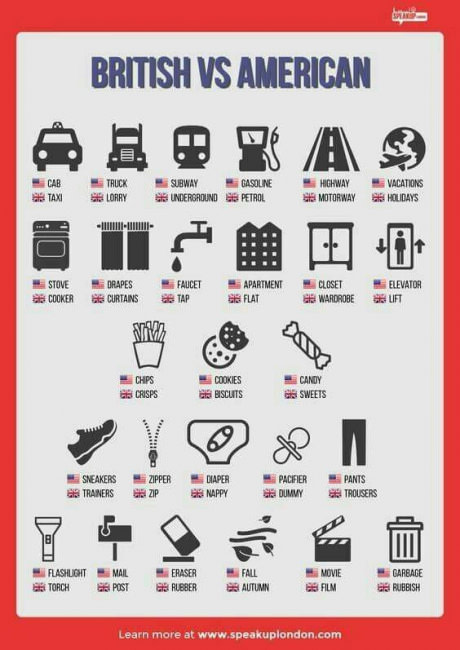 SPEAKUP
BRITISH VS AMERICAN
CAB
TAXI
TRUCK
LORRY
SUBWAY
UNDERGROUND
GASOLINE
PETROL
HIGHWAY
MOTORWAY
VACATIONS
HOLIDAYS
STOVE
COOKER
DRAPES
CURTAINS
FAUCET
TAP
APARTMENT
FLAT
CLOSET
WARDROBE
ELEVATOR
LIFT
CHIPS
CRISPS
COOKIES
BISCUITS
CANDY
SWEETS
SNEAKERS
TRAINERS
ZIPPER
ZIP
DIAPER
NAPPY
PACIFIER
DUMMY
PANTS
TROUSERS
FLASHLIGHT
TORCH
MAIL
POST
ERASER
RUBBER
FALL
AUTUMN
MOVIE
FILM
GARBAGE
RUBBISH
Learn more at www.speakuplondon.com